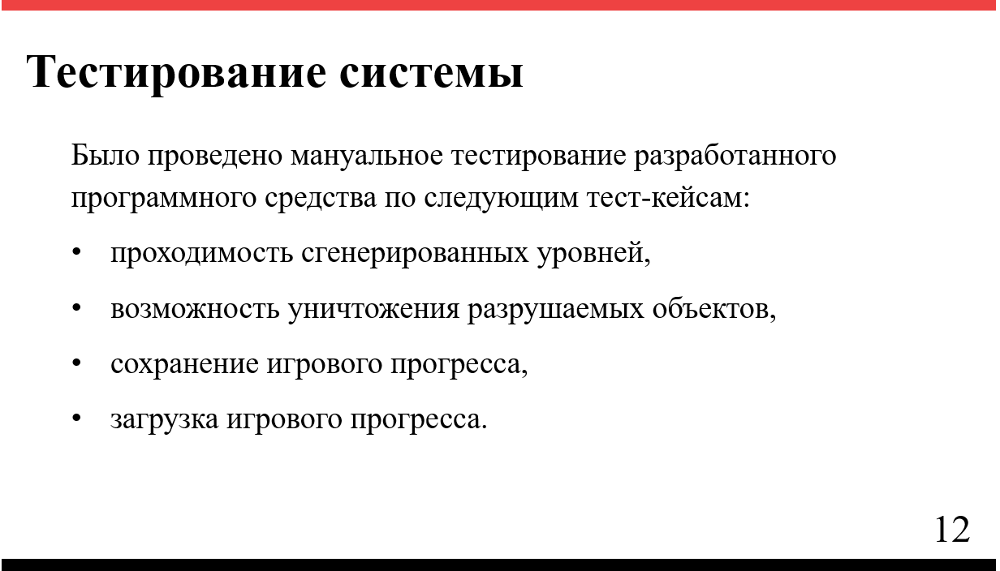 Тестирование системы
Было проведено мануальное тестирование разработанного
программного средства по следующим тест-кейсам:
• проходимость сгенерированных уровней,
• возможность уничтожения разрушаемых объектов,
• сохранение игрового прогресса,
• загрузка игрового прогресса.
12